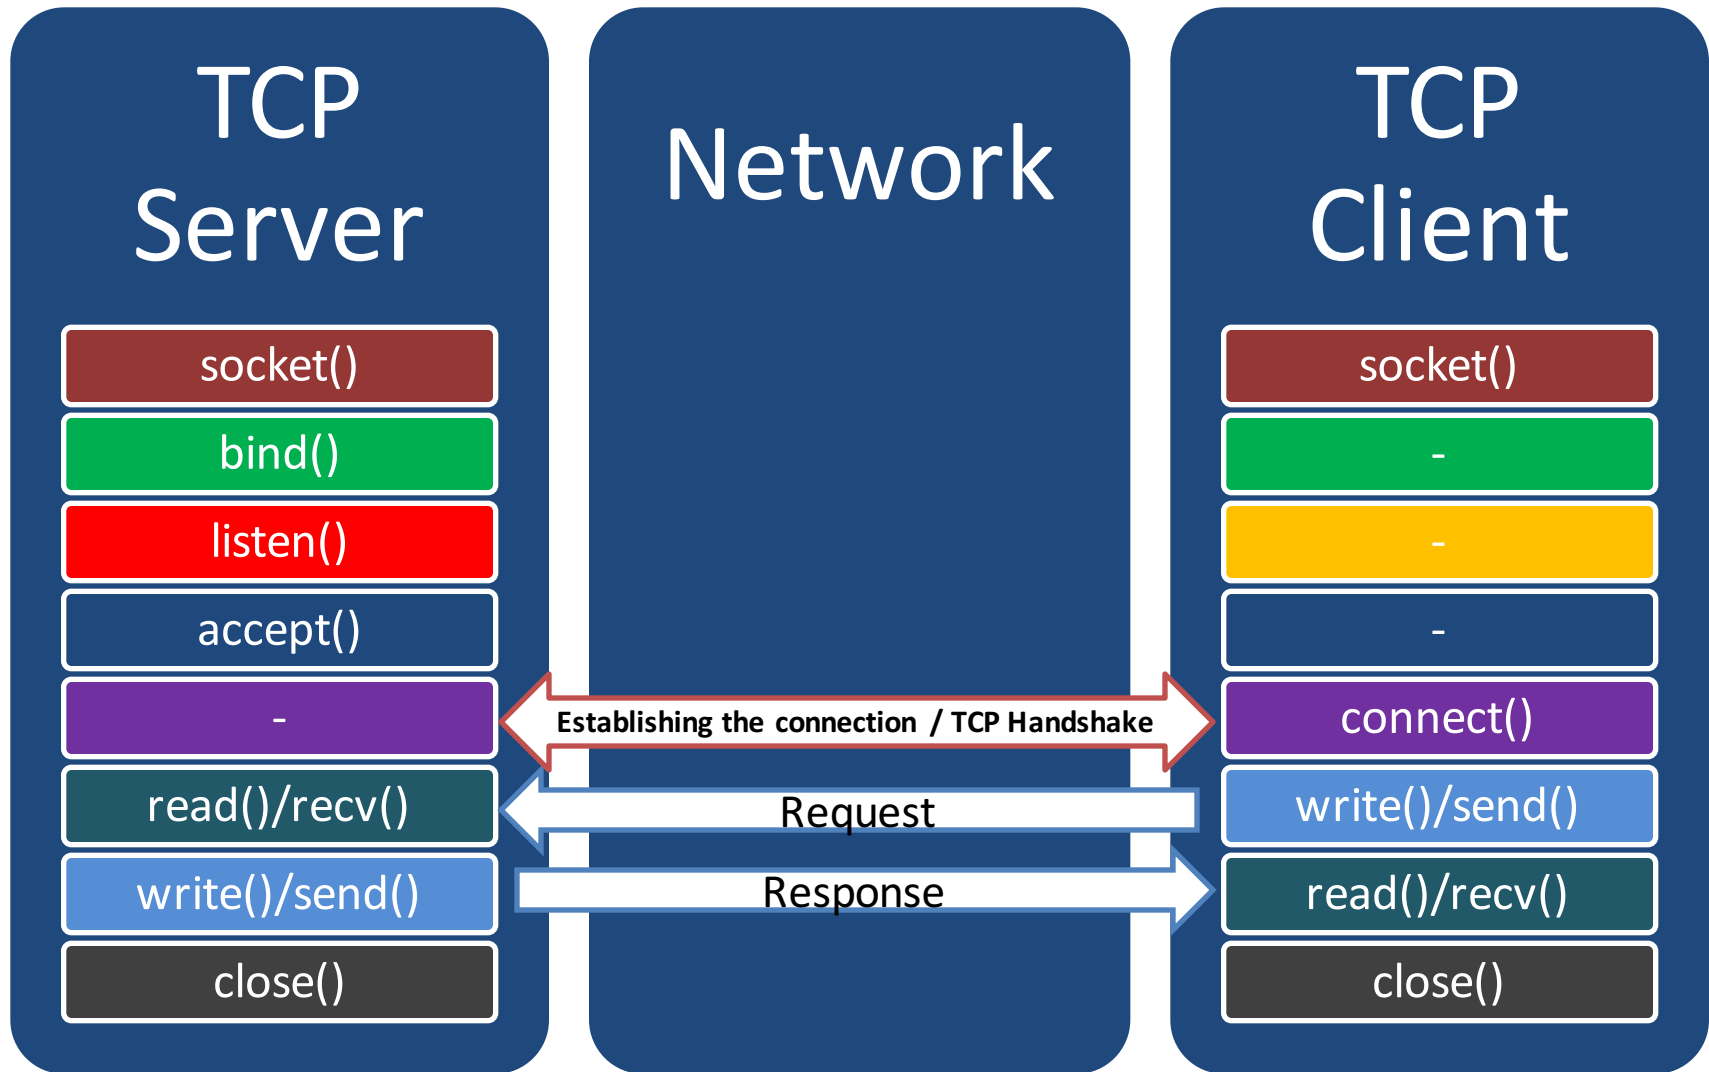 TCP
Server
socket()
bind()
listen()
accept()
-
read()/recv()
write()/send()
close()
Network
Establishing the connection / TCP Handshake
Request
Response
TCP
Client
socket()
-
-
-
connect()
write()/send()
read()/recv()
close()